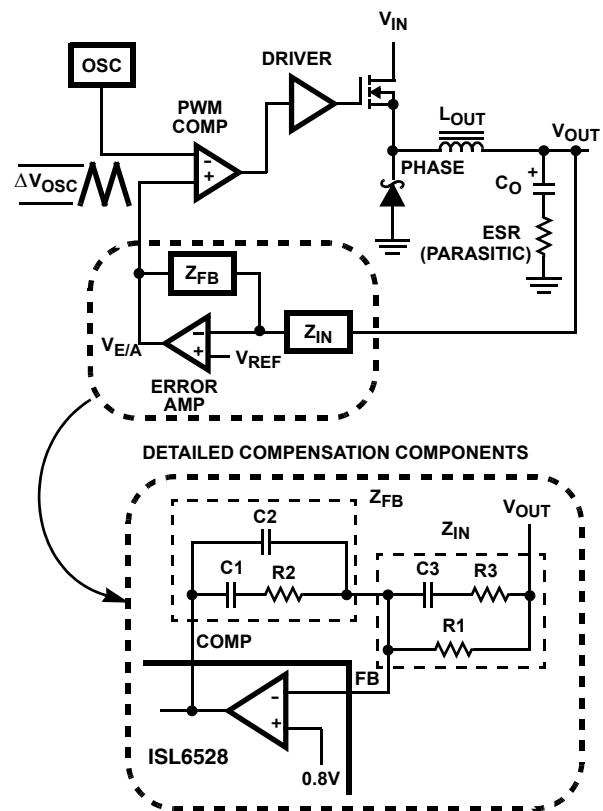 V_IN
OSC
DRIVER
PWM
COMP
L_OUT
V_OUT
ΔV_OSC
-
+
PHASE
C_O
+
ESR
(PARASITIC)
Z_FB
V_E/A
-
+
Z_IN
V_REF
ERROR
AMP
DETAILED COMPENSATION COMPONENTS
Z_FB
V_OUT
C2
Z_IN
C1
R2
C3
R3
R1
COMP
FB
-
+
ISL6528
0.8V